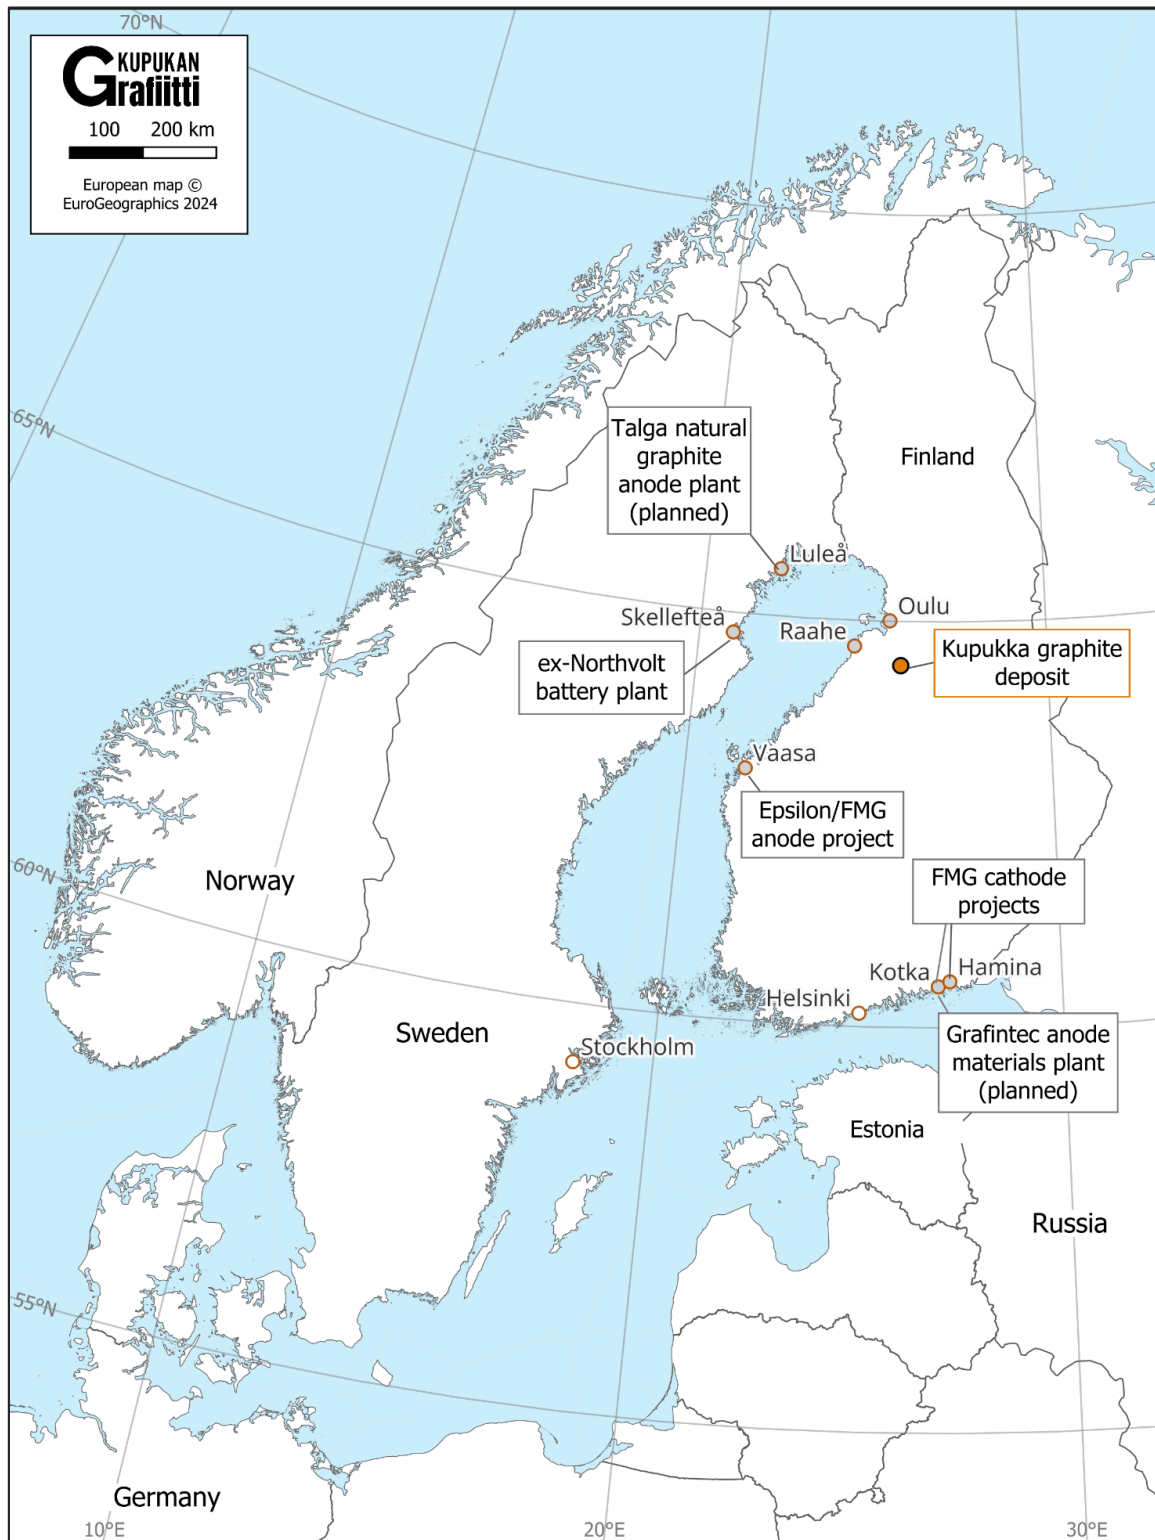 70°N
KUPUKAN
Grafiitti
100 200 km
European map ©
EuroGeographics 2024
65°N
Talga natural
graphite
anode plant
(planned)
Finland
Luleå
Oulu
Skellefteå
Raahe
Kupukka graphite
deposit
ex-Northvolt
battery plant
Vaasa
Epsilon/FMG
anode project
60°N
Norway
FMG cathode
projects
Kotka
Hamina
Helsinki
Sweden
Stockholm
Grafintec anode
materials plant
(planned)
Estonia
Russia
55°N
Germany
10°E
20°E
30°E